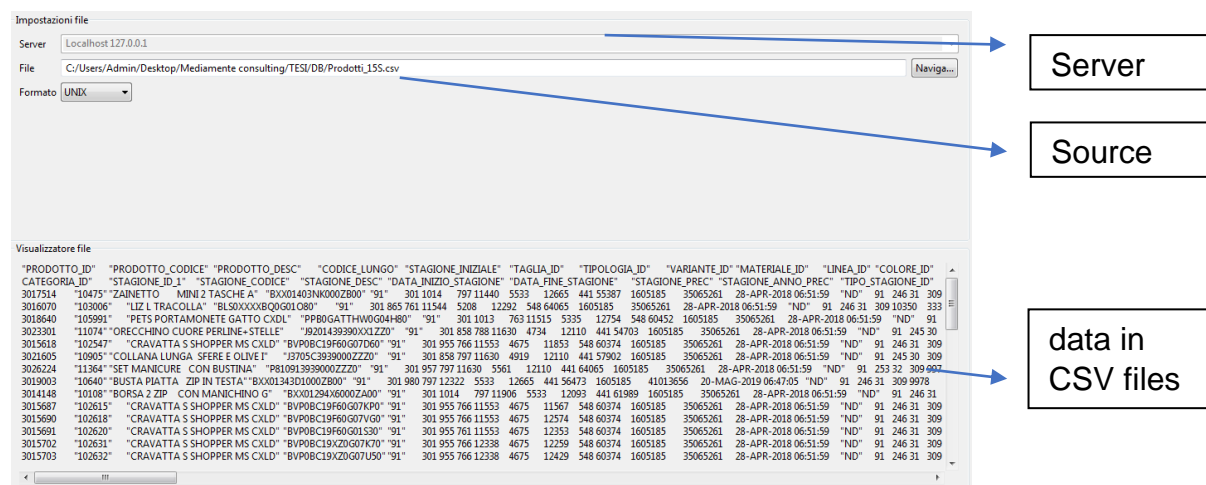 Impostazioni file
Server Localhost 127.0.0.1
Server
File C:/Users/Admin/Desktop/Mediamente consulting/TESI/DB/Prodotti_15S.csv Naviga...
Formato UNIX
Source
Visualizzatore file
"PRODOTTO_ID" "PRODOTTO_CODICE" "PRODOTTO_DESC" "CODICE_LUNGO" "STAGIONE_INIZIALE" "TAGLIA_ID" "TIPOLOGIA_ID" "VARIANTE_ID" "MATERIALE_ID" "LINEA_ID" "COLORE_ID"
CATEGORIA_ID" "STAGIONE_ID_1" "STAGIONE_CODICE" "STAGIONE_DESC" "DATA_INIZIO_STAGIONE" "DATA_FINE_STAGIONE" "STAGIONE_PREC" "STAGIONE_ANNO_PREC" "TIPO_STAGIONE_ID"
3017514 "10475" "ZAINETTO MINI 2 TASCHE A" "BXX01403NK000ZB00" "91" 301 1014 797 11440 5533 12665 441 55387 1605185 35065261 28-APR-2018 06:51:59 "ND" 91 246 31 309
3016070 "103006" "LIZ L TRACOLLA" "BLS0XXXXBQ0G01O80" "91" 301 865 761 11544 5208 12292 548 64065 1605185 35065261 28-APR-2018 06:51:59 "ND" 91 246 31 309 10350 333
3018640 "105991" "PETS PORTAMONETE GATTO CXDL" "PPB0GATTHW0G04H80" "91" 301 1013 763 11515 5335 12754 548 60452 1605185 35065261 28-APR-2018 06:51:59 "ND" 91
3023301 "11074" "ORECCHINO CUORE PERLINE+STELLE" "J9201439390XX1ZZ0" "91" 301 858 788 11630 4734 12110 441 54703 1605185 35065261 28-APR-2018 06:51:59 "ND" 91 245 30
3015618 "102547" "CRAVATTA S SHOPPER MS CXLD" "BVP0BC19F60G07D60" "91" 301 955 766 11553 4675 11853 548 60374 1605185 35065261 28-APR-2018 06:51:59 "ND" 91 246 31 309
3021605 "10905" "COLLANA LUNGA SFERE E OLIVE I" "J3705C3939000ZZZ0" "91" 301 858 797 11630 4919 12110 441 57902 1605185 35065261 28-APR-2018 06:51:59 "ND" 91 245 30 309
3026224 "11364" "SET MANICURE CON BUSTINA" "P810913939000ZZZ0" "91" 301 957 797 11630 5561 12110 441 64065 1605185 35065261 28-APR-2018 06:51:59 "ND" 91 253 32 309 997
3019003 "10640" "BUSTA PIATTA ZIP IN TESTA" "BXX01343D1000ZB00" "91" 301 980 797 12322 5533 12665 441 56473 1605185 41013656 20-MAG-2019 06:47:05 "ND" 91 246 31 309 9978
3014148 "10108" "BORSA 2 ZIP CON MANICHINO G" "BXX01294X6000ZA00" "91" 301 1014 797 11906 5533 12093 441 61989 1605185 35065261 28-APR-2018 06:51:59 "ND" 91 246 31
3015687 "102615" "CRAVATTA S SHOPPER MS CXLD" "BVP0BC19F60G07KP0" "91" 301 955 766 11553 4675 11567 548 60374 1605185 35065261 28-APR-2018 06:51:59 "ND" 91 246 31 309
3015690 "102618" "CRAVATTA S SHOPPER MS CXLD" "BVP0BC19F60G07VG0" "91" 301 955 766 11553 4675 12574 548 60374 1605185 35065261 28-APR-2018 06:51:59 "ND" 91 246 31 309
3015691 "102620" "CRAVATTA S SHOPPER MS CXLD" "BVP0BC19F60G01S30" "91" 301 955 761 11553 4675 12353 548 60374 1605185 35065261 28-APR-2018 06:51:59 "ND" 91 246 31 309
3015702 "102631" "CRAVATTA S SHOPPER MS CXLD" "BVP0BC19XZ0G07K70" "91" 301 955 766 12338 4675 12259 548 60374 1605185 35065261 28-APR-2018 06:51:59 "ND" 91 246 31 309
3015703 "102632" "CRAVATTA S SHOPPER MS CXLD" "BVP0BC19XZ0G07U50" "91" 301 955 766 12338 4675 12429 548 60374 1605185 35065261 28-APR-2018 06:51:59 "ND" 91 246 31 309
data in
CSV files